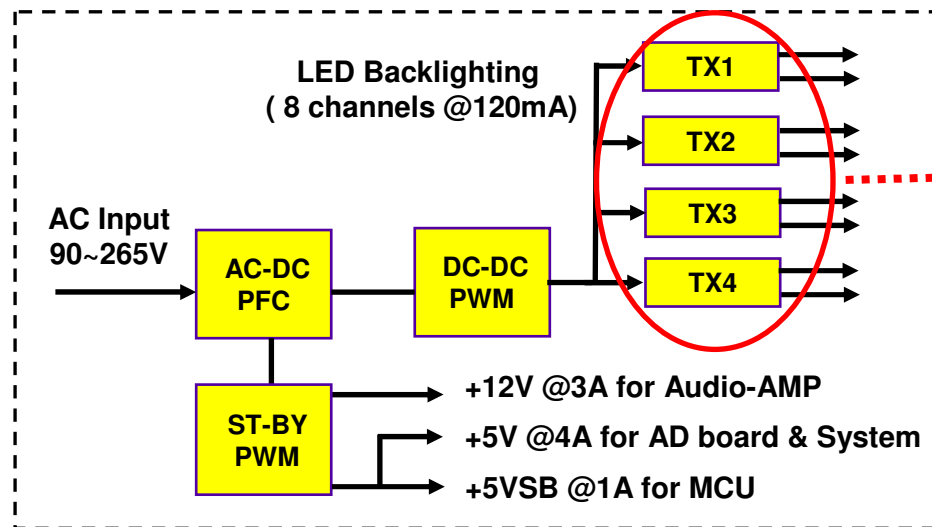 LED Backlighting
( 8 channels @120mA)
TX1
TX2
TX3
TX4
AC Input
90~265V
AC-DC
PFC
DC-DC
PWM
ST-BY
PWM
+12V @3A for Audio-AMP
+5V @4A for AD board & System
+5VSB @1A for MCU